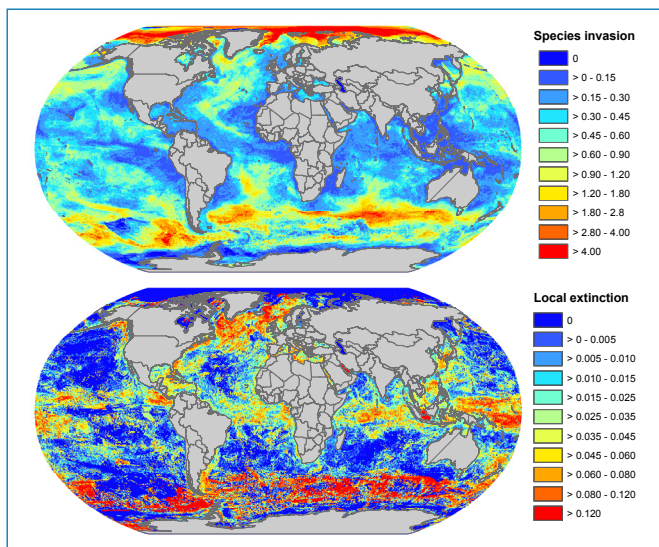 Species invasion
0
> 0 - 0.15
> 0.15 - 0.30
> 0.30 - 0.45
> 0.45 - 0.60
> 0.60 - 0.90
> 0.90 - 1.20
> 1.20 - 1.80
> 1.80 - 2.8
> 2.80 - 4.00
> 4.00
Local extinction
0
> 0 - 0.005
> 0.005 - 0.010
> 0.010 - 0.015
> 0.015 - 0.025
> 0.025 - 0.035
> 0.035 - 0.045
> 0.045 - 0.060
> 0.060 - 0.080
> 0.080 - 0.120
> 0.120